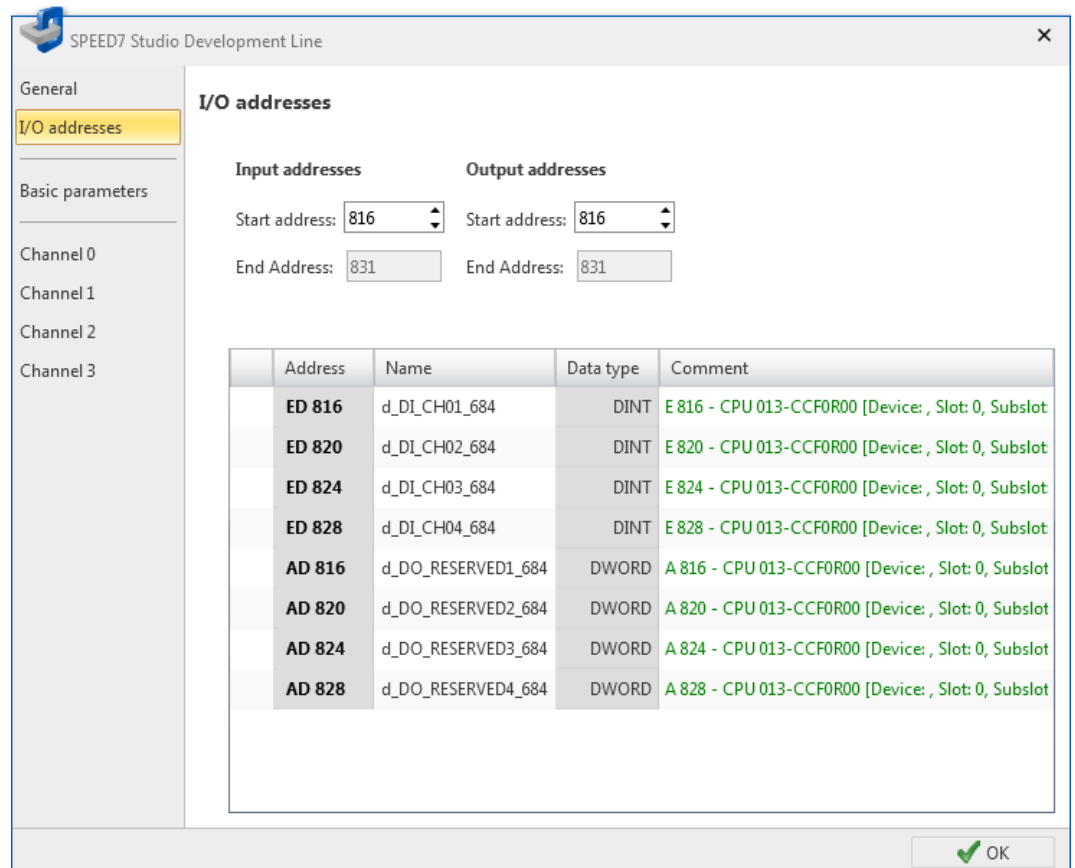 SPEED7 Studio Development Line
General
I/O addresses
Basic parameters
Channel 0
Channel 1
Channel 2
Channel 3
I/O addresses
Input addresses Output addresses
Start address: 816 Start address: 816
End Address: 831 End Address: 831
Address Name Data type Comment
ED 816 d_DI_CH01_684 DINT E 816 - CPU 013-CCF0R00 [Device: , Slot: 0, Subslot:
ED 820 d_DI_CH02_684 DINT E 820 - CPU 013-CCF0R00 [Device: , Slot: 0, Subslot:
ED 824 d_DI_CH03_684 DINT E 824 - CPU 013-CCF0R00 [Device: , Slot: 0, Subslot:
ED 828 d_DI_CH04_684 DINT E 828 - CPU 013-CCF0R00 [Device: , Slot: 0, Subslot:
AD 816 d_DO_RESERVED1_684 DWORD A 816 - CPU 013-CCF0R00 [Device: , Slot: 0, Subslot
AD 820 d_DO_RESERVED2_684 DWORD A 820 - CPU 013-CCF0R00 [Device: , Slot: 0, Subslot
AD 824 d_DO_RESERVED3_684 DWORD A 824 - CPU 013-CCF0R00 [Device: , Slot: 0, Subslot
AD 828 d_DO_RESERVED4_684 DWORD A 828 - CPU 013-CCF0R00 [Device: , Slot: 0, Subslot
OK